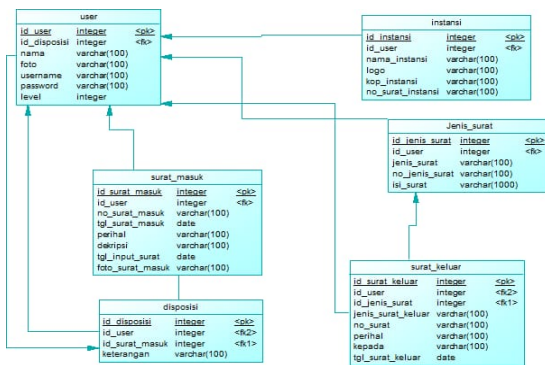 user
id_user integer <pk>
id_disposisi integer <fk>
nama varchar(100)
foto varchar(100)
username varchar(100)
password varchar(100)
level integer
instansi
id_instansi integer <pk>
id_user integer <fk>
nama_instansi varchar(100)
logo varchar(100)
kop_instansi varchar(100)
no_surat_instansi varchar(100)
Jenis_surat
id_jenis_surat integer <pk>
id_user integer <fk>
jenis_surat varchar(100)
no_jenis_surat varchar(100)
isi_surat varchar(1000)
surat_masuk
id_surat_masuk integer <pk>
id_user integer <fk>
no_surat_masuk varchar(100)
tgl_surat_masuk date
perihal varchar(100)
dekripsi varchar(100)
tgl_input_surat date
foto_surat_masuk varchar(100)
surat_keluar
id_surat_keluar integer <pk>
id_user integer <fk2>
id_jenis_surat integer <fk1>
jenis_surat_keluar varchar(100)
no_surat varchar(100)
perihal varchar(100)
kepada varchar(100)
tgl_surat_keluar date
disposisi
id_disposisi integer <pk>
id_user integer <fk2>
id_surat_masuk integer <fk1>
keterangan varchar(100)